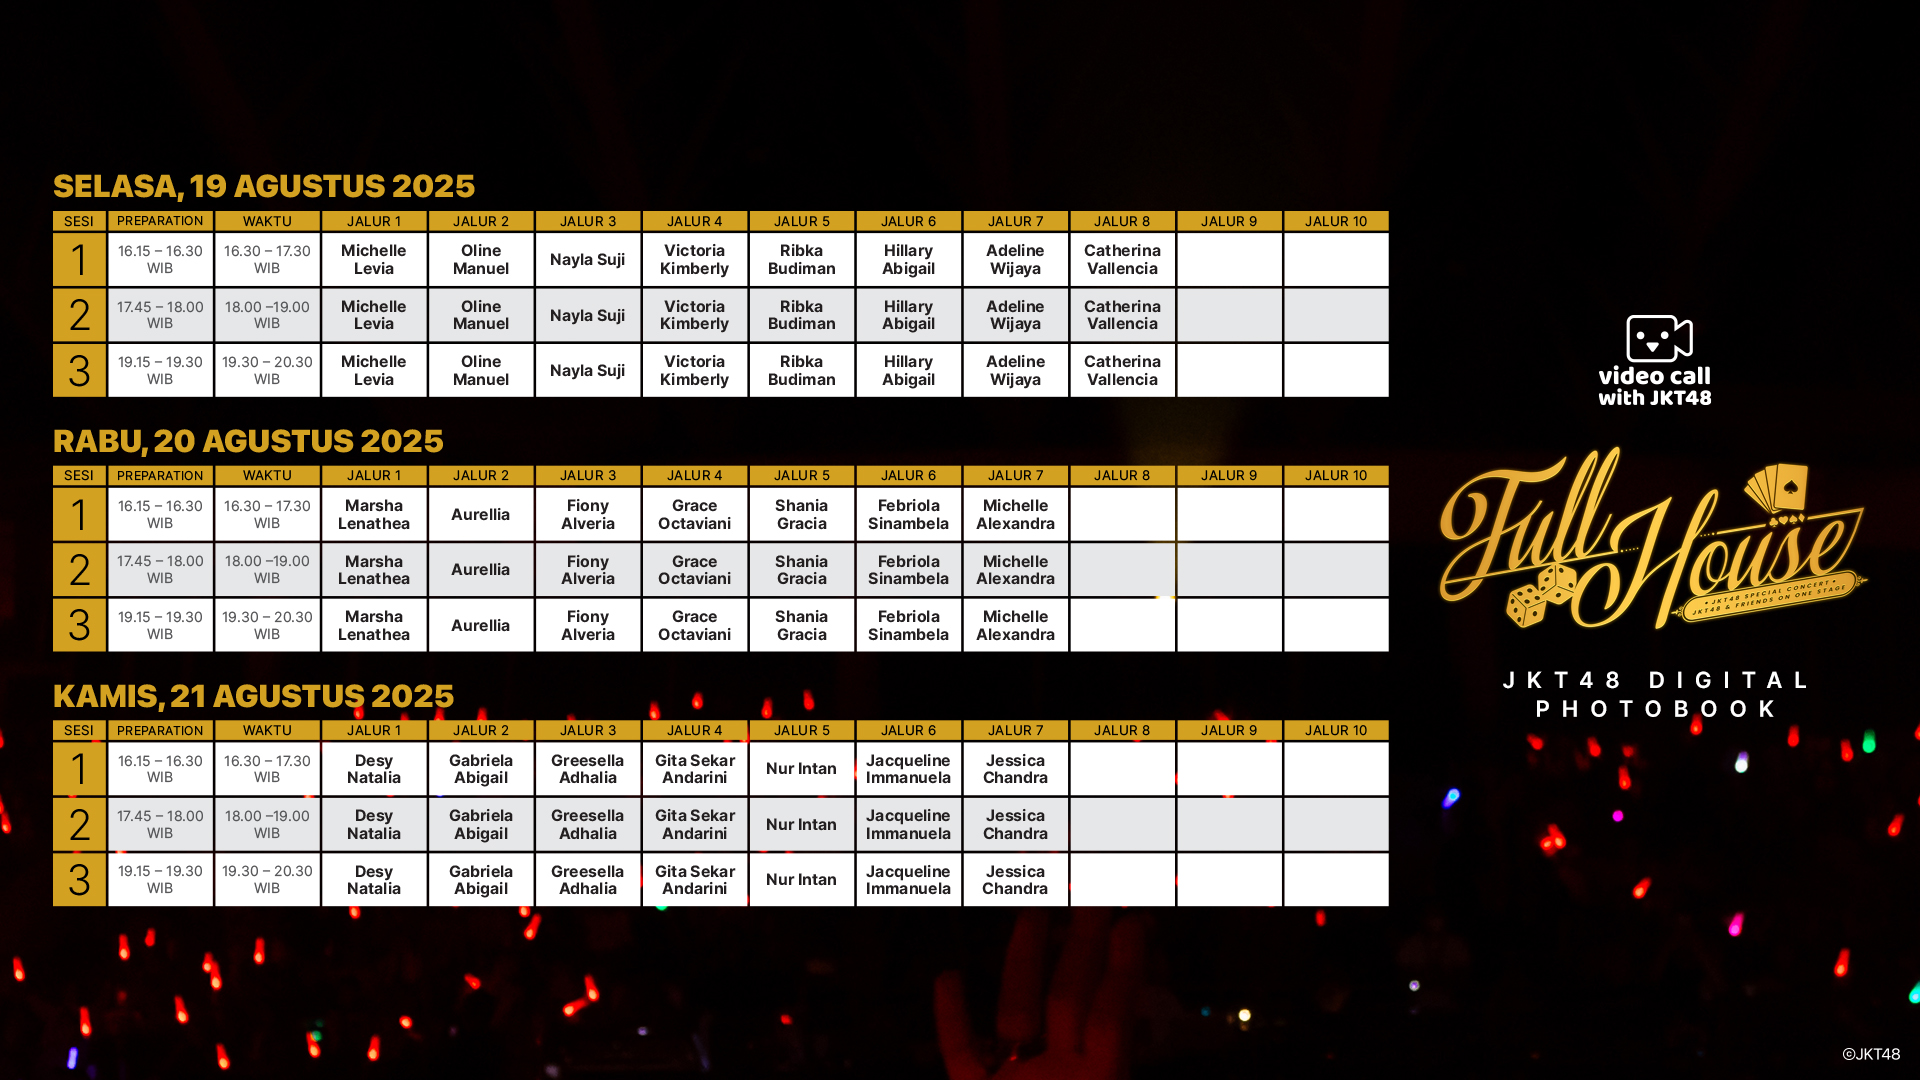 SELASA, 19 AGUSTUS 2025
SESI PREPARATION WAKTU JALUR 1 JALUR 2 JALUR 3 JALUR 4 JALUR 5 JALUR 6 JALUR 7 JALUR 8 JALUR 9 JALUR 10
1 16.15 – 16.30 WIB 16.30 – 17.30 WIB Michelle Levia Oline Manuel Nayla Suji Victoria Kimberly Ribka Budiman Hillary Abigail Adeline Wijaya Catherina Vallencia
2 17.45 – 18.00 WIB 18.00 –19.00 WIB Michelle Levia Oline Manuel Nayla Suji Victoria Kimberly Ribka Budiman Hillary Abigail Adeline Wijaya Catherina Vallencia
3 19.15 – 19.30 WIB 19.30 – 20.30 WIB Michelle Levia Oline Manuel Nayla Suji Victoria Kimberly Ribka Budiman Hillary Abigail Adeline Wijaya Catherina Vallencia
RABU, 20 AGUSTUS 2025
SESI PREPARATION WAKTU JALUR 1 JALUR 2 JALUR 3 JALUR 4 JALUR 5 JALUR 6 JALUR 7 JALUR 8 JALUR 9 JALUR 10
1 16.15 – 16.30 WIB 16.30 – 17.30 WIB Marsha Lenathea Aurellia Fiony Alveria Grace Octaviani Shania Gracia Febriola Sinambela Michelle Alexandra
2 17.45 – 18.00 WIB 18.00 –19.00 WIB Marsha Lenathea Aurellia Fiony Alveria Grace Octaviani Shania Gracia Febriola Sinambela Michelle Alexandra
3 19.15 – 19.30 WIB 19.30 – 20.30 WIB Marsha Lenathea Aurellia Fiony Alveria Grace Octaviani Shania Gracia Febriola Sinambela Michelle Alexandra
KAMIS, 21 AGUSTUS 2025
SESI PREPARATION WAKTU JALUR 1 JALUR 2 JALUR 3 JALUR 4 JALUR 5 JALUR 6 JALUR 7 JALUR 8 JALUR 9 JALUR 10
1 16.15 – 16.30 WIB 16.30 – 17.30 WIB Desy Natalia Gabriela Abigail Greesella Adhalia Gita Sekar Andarini Nur Intan Jacqueline Immanuela Jessica Chandra
2 17.45 – 18.00 WIB 18.00 –19.00 WIB Desy Natalia Gabriela Abigail Greesella Adhalia Gita Sekar Andarini Nur Intan Jacqueline Immanuela Jessica Chandra
3 19.15 – 19.30 WIB 19.30 – 20.30 WIB Desy Natalia Gabriela Abigail Greesella Adhalia Gita Sekar Andarini Nur Intan Jacqueline Immanuela Jessica Chandra
video call
with JKT48
Full House
JKT48 SPECIAL CONCERT
JKT48 & FRIENDS ON ONE STAGE
JKT48 DIGITAL
PHOTOBOOK
©JKT48